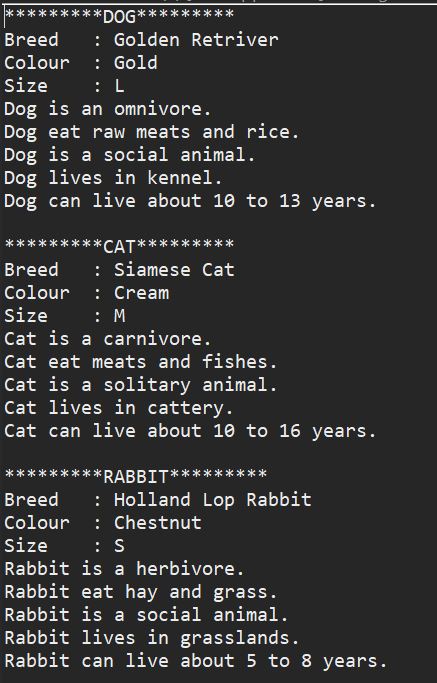 *********DOG*********
Breed   : Golden Retriver
Colour  : Gold
Size    : L
Dog is an omnivore.
Dog eat raw meats and rice.
Dog is a social animal.
Dog lives in kennel.
Dog can live about 10 to 13 years.

*********CAT*********
Breed   : Siamese Cat
Colour  : Cream
Size    : M
Cat is a carnivore.
Cat eat meats and fishes.
Cat is a solitary animal.
Cat lives in cattery.
Cat can live about 10 to 16 years.

*********RABBIT*********
Breed   : Holland Lop Rabbit
Colour  : Chestnut
Size    : S
Rabbit is a herbivore.
Rabbit eat hay and grass.
Rabbit is a social animal.
Rabbit lives in grasslands.
Rabbit can live about 5 to 8 years.